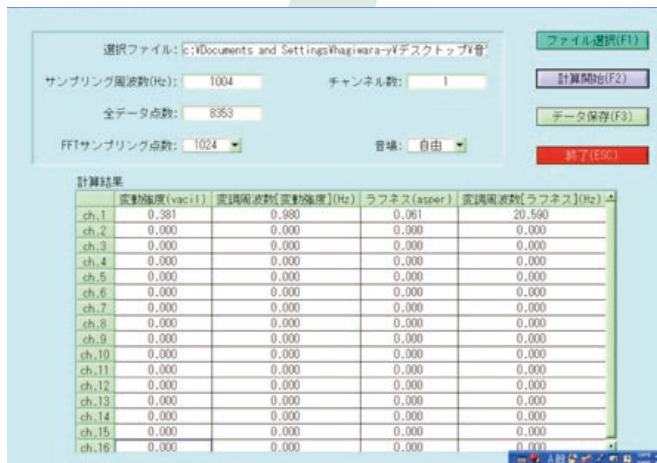 選択ファイル: c:¥Documents and Settings¥hagiwara-y¥デスクトップ¥音
ファイル選択(F1)
サンプリング周波数(Hz): 1004 チャンネル数: 1
計算開始(F2)
全データ点数: 8353
データ保存(F3)
FFTサンプリング点数: 1024 音場: 自由
終了(ESC)
計算結果
変動強度(vacil) 変調周波数[変動強度](Hz) ラフネス(asper) 変調周波数[ラフネス](Hz)
ch.1 0.381 0.980 0.061 20.590
ch.2 0.000 0.000 0.000 0.000
ch.3 0.000 0.000 0.000 0.000
ch.4 0.000 0.000 0.000 0.000
ch.5 0.000 0.000 0.000 0.000
ch.6 0.000 0.000 0.000 0.000
ch.7 0.000 0.000 0.000 0.000
ch.8 0.000 0.000 0.000 0.000
ch.9 0.000 0.000 0.000 0.000
ch.10 0.000 0.000 0.000 0.000
ch.11 0.000 0.000 0.000 0.000
ch.12 0.000 0.000 0.000 0.000
ch.13 0.000 0.000 0.000 0.000
ch.14 0.000 0.000 0.000 0.000
ch.15 0.000 0.000 0.000 0.000
ch.16 0.000 0.000 0.000 0.000